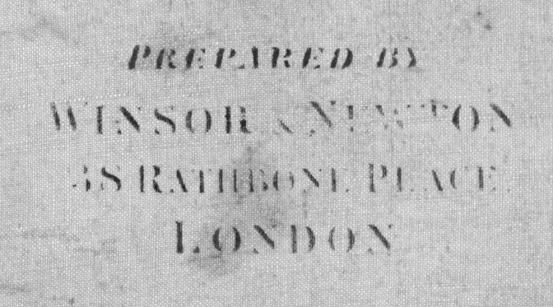 PREPARED BY
WINSOR & NEWTON
38 RATHBONE PLACE
LONDON